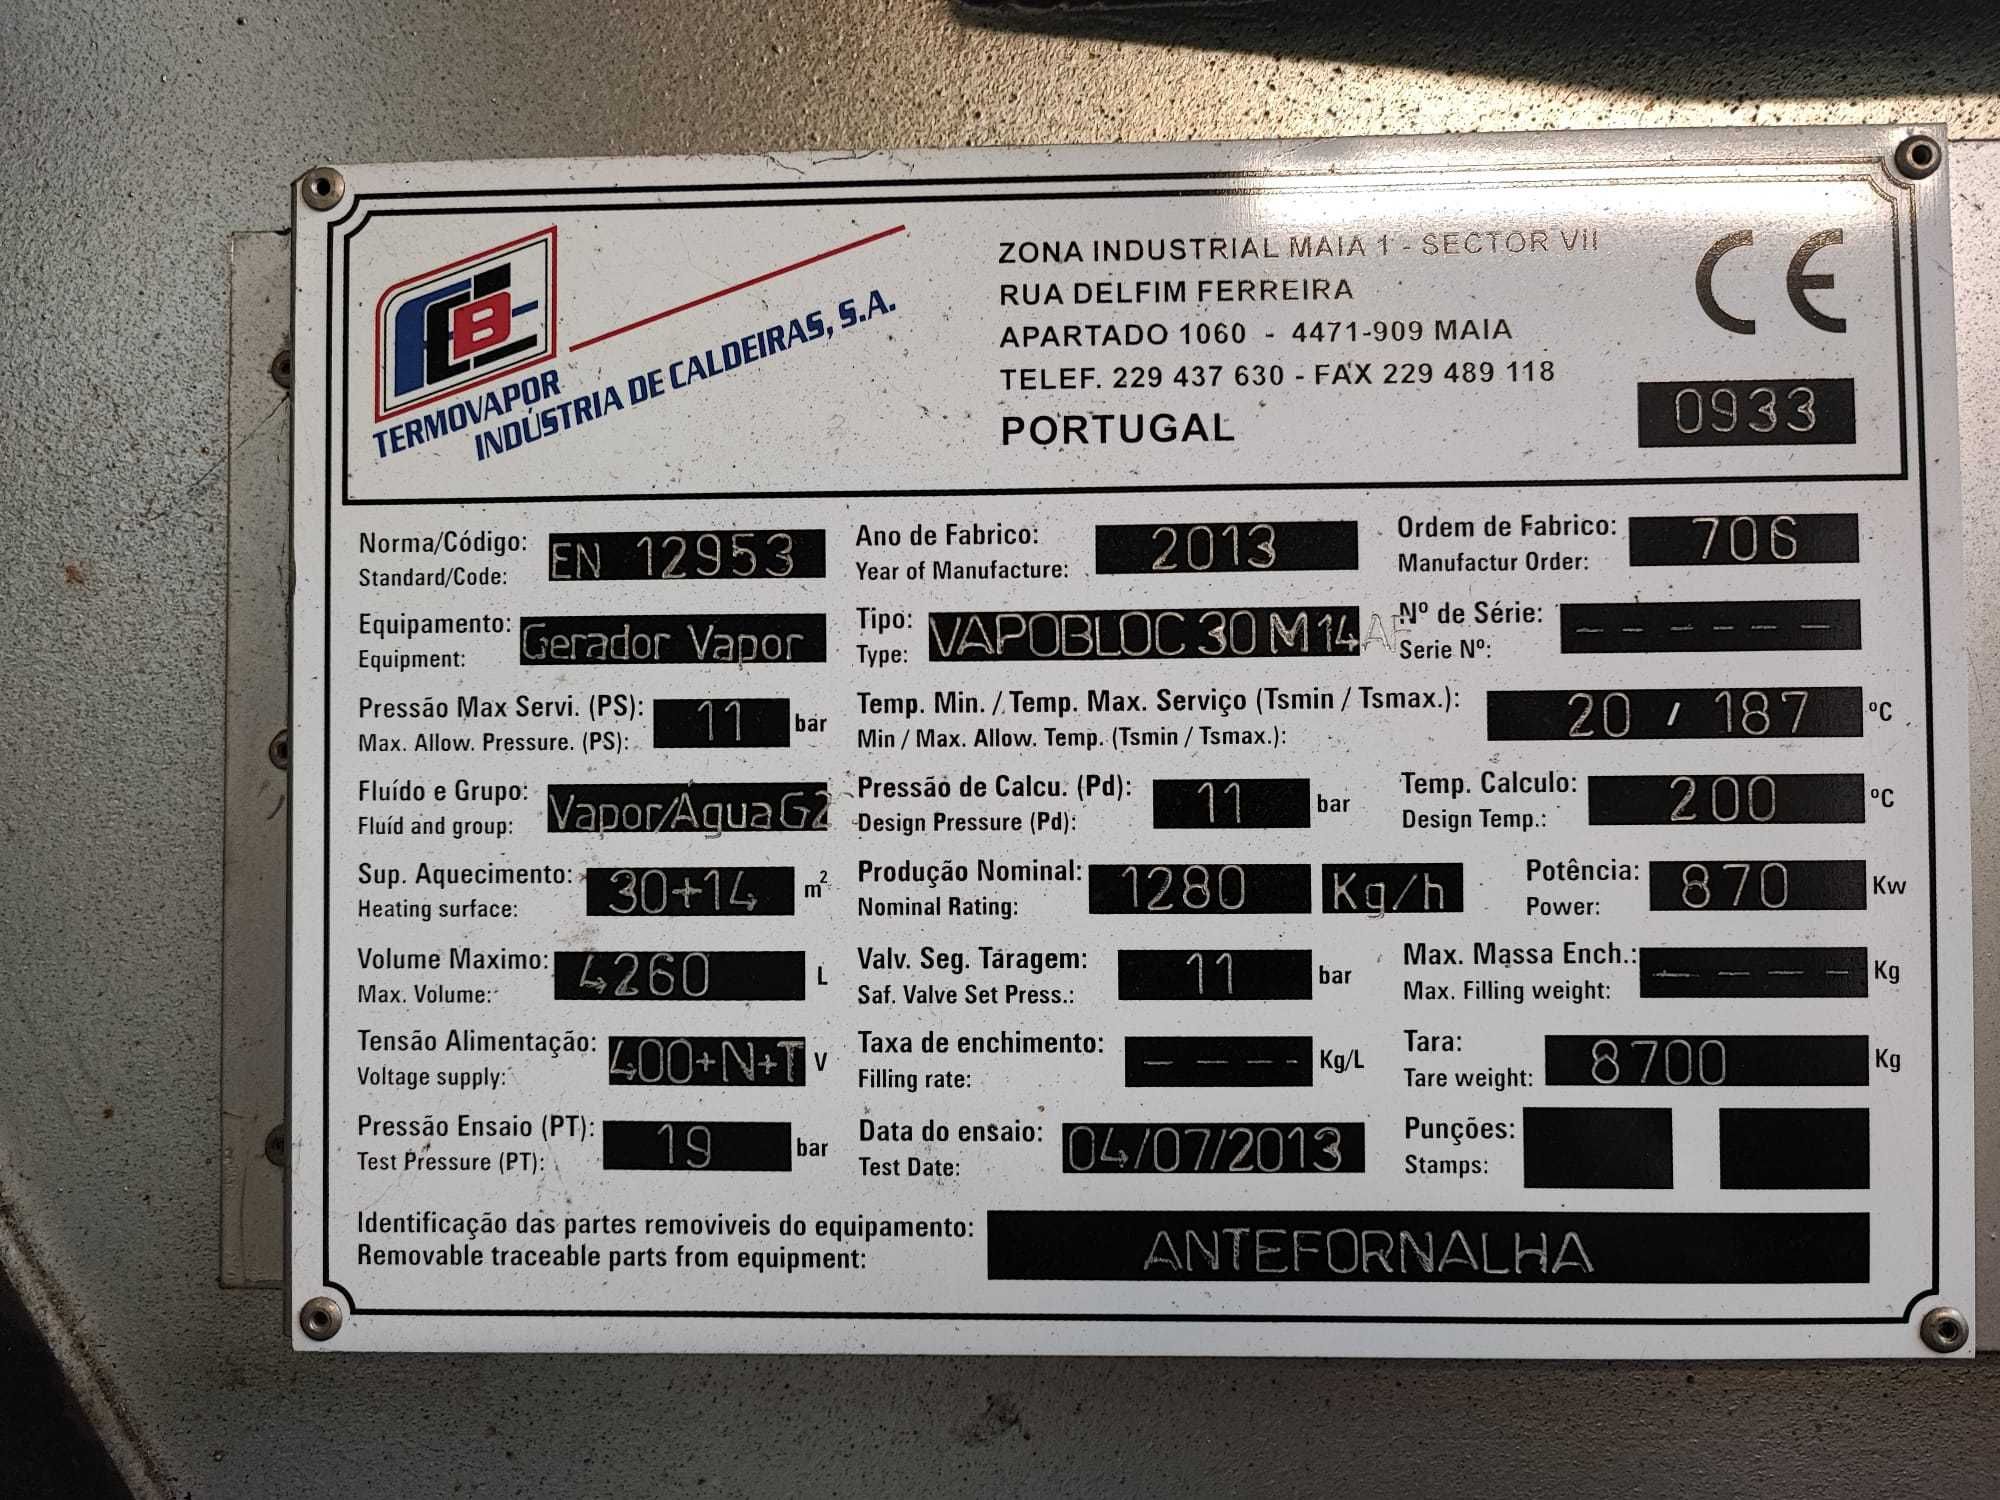 ECB
TERMOVAPOR
INDÚSTRIA DE CALDEIRAS, S.A.
ZONA INDUSTRIAL MAIA 1 - SECTOR VII
RUA DELFIM FERREIRA
APARTADO 1060 - 4471-909 MAIA
TELEF. 229 437 630 - FAX 229 489 118
PORTUGAL
CE
0933
Norma/Código: EN 12953 Ano de Fabrico: 2013 Ordem de Fabrico: 706
Standard/Code: Year of Manufacture: Manufactur Order:
Equipamento: Gerador Vapor Tipo: VAPOBLOC 30 M 14 AF Nº de Série: - - - - - -
Equipment: Type: Serie Nº:
Pressão Max Servi. (PS): 11 bar Temp. Min. / Temp. Max. Serviço (Tsmin / Tsmax.): 20 / 187 ºC
Max. Allow. Pressure. (PS): Min / Max. Allow. Temp. (Tsmin / Tsmax.):
Fluído e Grupo: Vapor/Água G2 Pressão de Calcu. (Pd): 11 bar Temp. Calculo: 200 ºC
Fluíd and group: Design Pressure (Pd): Design Temp.:
Sup. Aquecimento: 30+14 m² Produção Nominal: 1280 Kg/h Potência: 870 Kw
Heating surface: Nominal Rating: Power:
Volume Maximo: 4260 L Valv. Seg. Taragem: 11 bar Max. Massa Ench.: - - - -  Kg
Max. Volume: Saf. Valve Set Press.: Max. Filling weight:
Tensão Alimentação: 400+N+T V Taxa de enchimento: - - - - Kg/L Tara: 8700 Kg
Voltage supply: Filling rate: Tare weight:
Pressão Ensaio (PT): 19 bar Data do ensaio: 04/07/2013 Punções:
Test Pressure (PT): Test Date: Stamps:
Identificação das partes removiveis do equipamento: ANTEFORNALHA
Removable traceable parts from equipment: